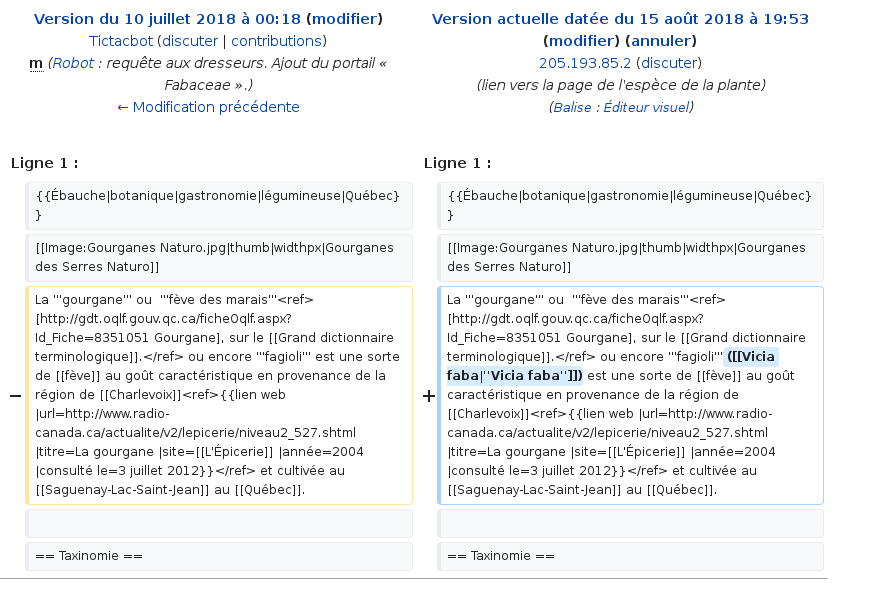 Version du 10 juillet 2018 à 00:18 (modifier)
Tictacbot (discuter | contributions)
m (Robot : requête aux dresseurs. Ajout du portail «
Fabaceae ».)
← Modification précédente
Version actuelle datée du 15 août 2018 à 19:53
(modifier) (annuler)
205.193.85.2 (discuter)
(lien vers la page de l'espèce de la plante)
(Balise : Éditeur visuel)
Ligne 1 :
{{Ébauche|botanique|gastronomie|légumineuse|Québec}
}
[[Image:Gourganes Naturo.jpg|thumb|widthpx|Gourganes
des Serres Naturo]]
−
La '''gourgane''' ou  '''fève des marais'''<ref>
[http://gdt.oqlf.gouv.qc.ca/ficheOqlf.aspx?
Id_Fiche=8351051 Gourgane], sur le [[Grand dictionnaire
terminologique]].</ref> ou encore '''fagioli''' est une sorte
de [[fève]] au goût caractéristique en provenance de la
région de [[Charlevoix]]<ref>{{lien web
|url=http://www.radio-
canada.ca/actualite/v2/lepicerie/niveau2_527.shtml
|titre=La gourgane |site=[[L'Épicerie]] |année=2004
|consulté le=3 juillet 2012}}</ref> et cultivée au
[[Saguenay-Lac-Saint-Jean]] au [[Québec]].
== Taxinomie ==
Ligne 1 :
{{Ébauche|botanique|gastronomie|légumineuse|Québec}
}
[[Image:Gourganes Naturo.jpg|thumb|widthpx|Gourganes
des Serres Naturo]]
+
La '''gourgane''' ou  '''fève des marais'''<ref>
[http://gdt.oqlf.gouv.qc.ca/ficheOqlf.aspx?
Id_Fiche=8351051 Gourgane], sur le [[Grand dictionnaire
terminologique]].</ref> ou encore '''fagioli''' ([[Vicia
faba|''Vicia faba'']]) est une sorte de [[fève]] au goût
caractéristique en provenance de la région de
[[Charlevoix]]<ref>{{lien web |url=http://www.radio-
canada.ca/actualite/v2/lepicerie/niveau2_527.shtml
|titre=La gourgane |site=[[L'Épicerie]] |année=2004
|consulté le=3 juillet 2012}}</ref> et cultivée au
[[Saguenay-Lac-Saint-Jean]] au [[Québec]].
== Taxinomie ==